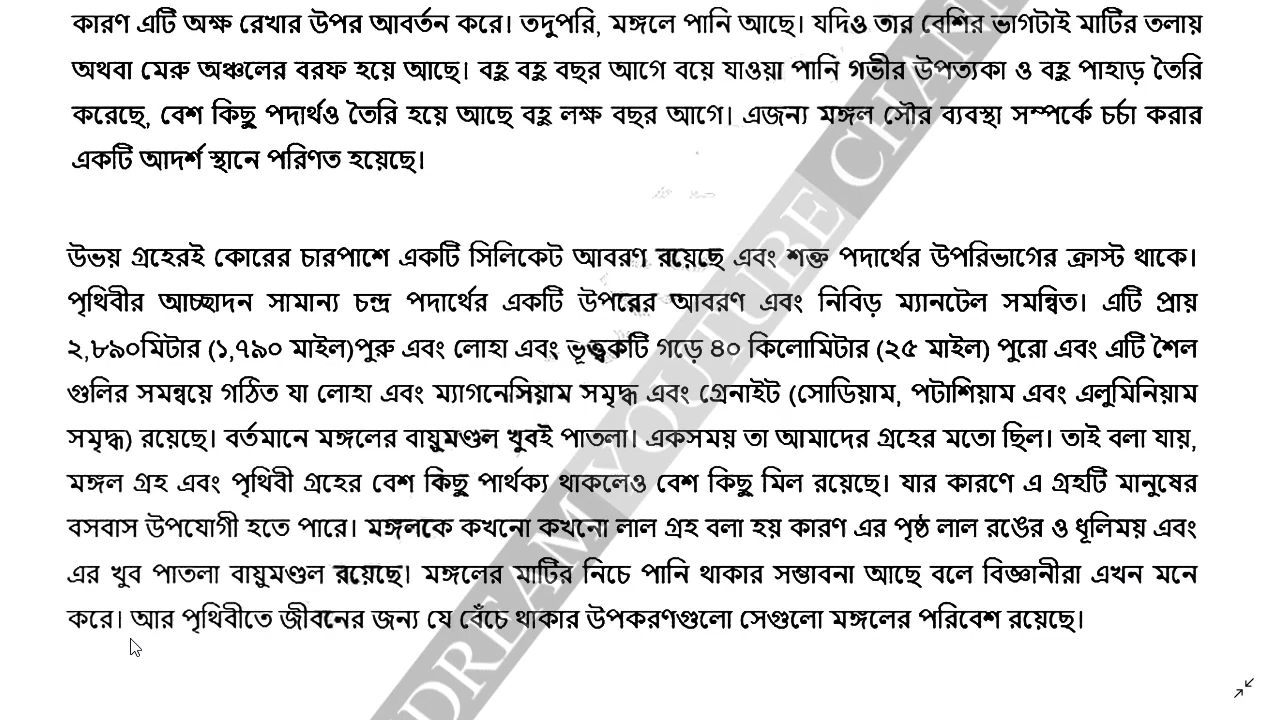 কারণ এটি অক্ষ রেখার উপর আবর্তন করে। তদুপরি, মঙ্গলে পানি আছে। যদিও তার বেশির ভাগটাই মাটির তলায়
অথবা মেরু অঞ্চলের বরফ হয়ে আছে। বহু বহু বছর আগে বয়ে যাওয়া পানি গভীর উপত্যকা ও বহু পাহাড় তৈরি
করেছে, বেশ কিছু পদার্থও তৈরি হয়ে আছে বহু লক্ষ বছর আগে। এজন্য মঙ্গল সৌর ব্যবস্থা সম্পর্কে চর্চা করার
একটি আদর্শ স্থানে পরিণত হয়েছে।
উভয় গ্রহেরই কোরের চারপাশে একটি সিলিকেট আবরণ রয়েছে এবং শক্ত পদার্থের উপরিভাগের ক্রাস্ট থাকে।
পৃথিবীর আচ্ছাদন সামান্য চন্দ্র পদার্থের একটি উপরের আবরণ এবং নিবিড় ম্যানটেল সমন্বিত। এটি প্রায়
২,৮৯০মিটার (১,৭৯০ মাইল)পুরু এবং লোহা এবং ভূত্ত্বকটি গড়ে ৪০ কিলোমিটার (২৫ মাইল) পুরো এবং এটি শৈল
গুলির সমন্বয়ে গঠিত যা লোহা এবং ম্যাগনেসিয়াম সমৃদ্ধ এবং গ্রেনাইট (সোডিয়াম, পটাশিয়াম এবং এলুমিনিয়াম
সমৃদ্ধ) রয়েছে। বর্তমানে মঙ্গলের বায়ুমণ্ডল খুবই পাতলা। একসময় তা আমাদের গ্রহের মতো ছিল। তাই বলা যায়,
মঙ্গল গ্রহ এবং পৃথিবী গ্রহের বেশ কিছু পার্থক্য থাকলেও বেশ কিছু মিল রয়েছে। যার কারণে এ গ্রহটি মানুষের
বসবাস উপযোগী হতে পারে। মঙ্গলকে কখনো কখনো লাল গ্রহ বলা হয় কারণ এর পৃষ্ঠ লাল রঙের ও ধূলিময় এবং
এর খুব পাতলা বায়ুমণ্ডল রয়েছে। মঙ্গলের মাটির নিচে পানি থাকার সম্ভাবনা আছে বলে বিজ্ঞানীরা এখন মনে
করে। আর পৃথিবীতে জীবনের জন্য যে বেঁচে থাকার উপকরণগুলো সেগুলো মঙ্গলের পরিবেশ রয়েছে।
DREAM YOUTUBE CHAN